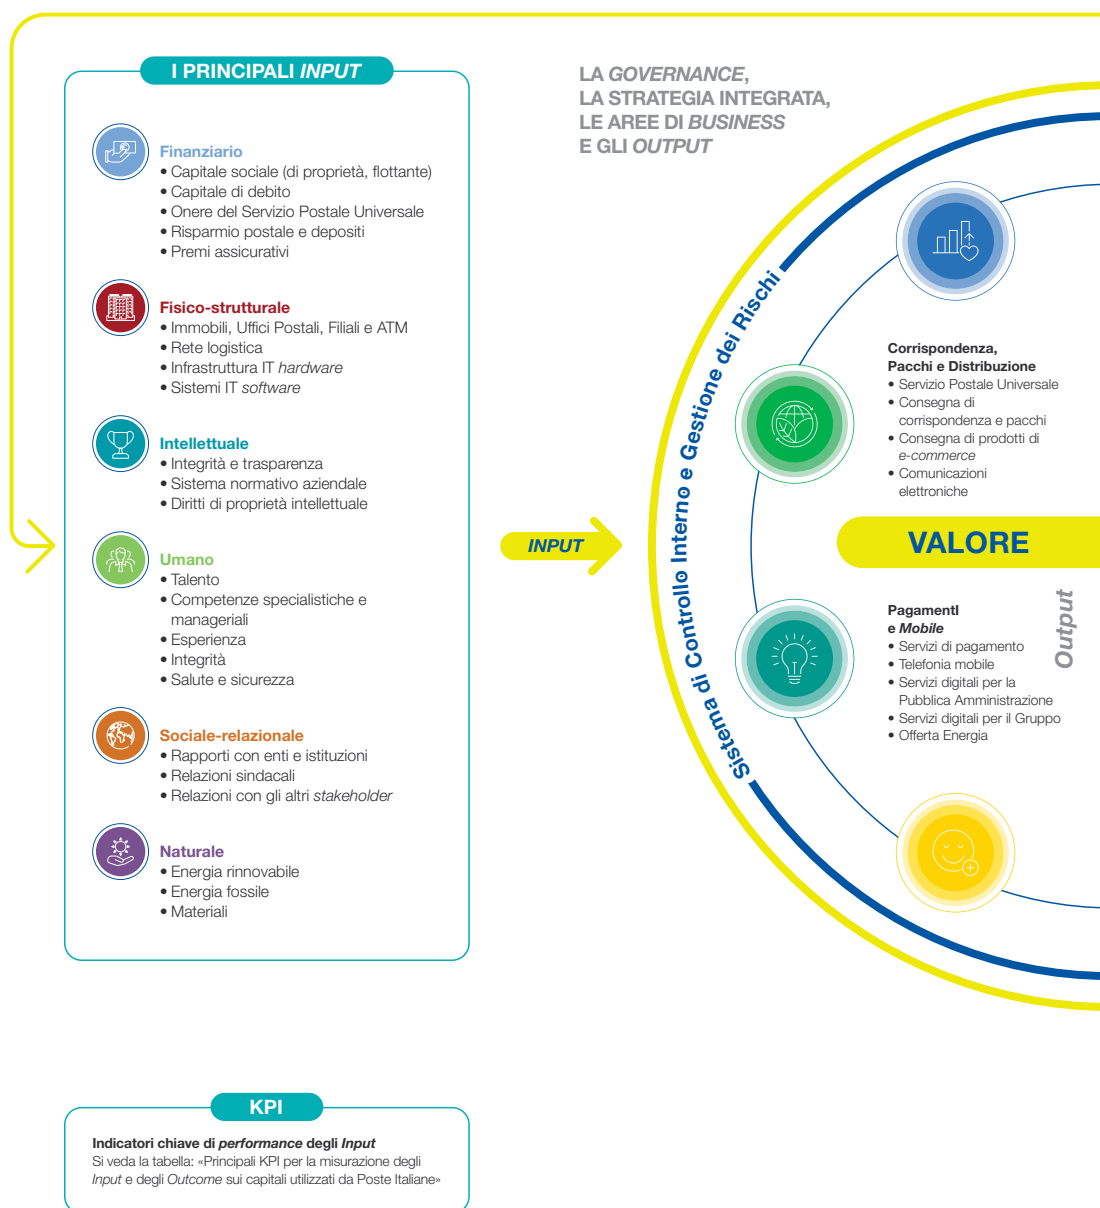 I PRINCIPALI INPUT
Finanziario
• Capitale sociale (di proprietà, flottante)
• Capitale di debito
• Onere del Servizio Postale Universale
• Risparmio postale e depositi
• Premi assicurativi
Fisico-strutturale
• Immobili, Uffici Postali, Filiali e ATM
• Rete logistica
• Infrastruttura IT hardware
• Sistemi IT software
Intellettuale
• Integrità e trasparenza
• Sistema normativo aziendale
• Diritti di proprietà intellettuale
Umano
• Talento
• Competenze specialistiche e
manageriali
• Esperienza
• Integrità
• Salute e sicurezza
Sociale-relazionale
• Rapporti con enti e istituzioni
• Relazioni sindacali
• Relazioni con gli altri stakeholder
Naturale
• Energia rinnovabile
• Energia fossile
• Materiali
INPUT
LA GOVERNANCE,
LA STRATEGIA INTEGRATA,
LE AREE DI BUSINESS
E GLI OUTPUT
Sistema di Controllo Interno e Gestione dei Rischi
Corrispondenza,
Pacchi e Distribuzione
• Servizio Postale Universale
• Consegna di
corrispondenza e pacchi
• Consegna di prodotti di
e-commerce
• Comunicazioni
elettroniche
VALORE
Output
PagamentI
e Mobile
• Servizi di pagamento
• Telefonia mobile
• Servizi digitali per la
Pubblica Amministrazione
• Servizi digitali per il Gruppo
• Offerta Energia
KPI
Indicatori chiave di performance degli Input
Si veda la tabella: «Principali KPI per la misurazione degli
Input e degli Outcome sui capitali utilizzati da Poste Italiane»